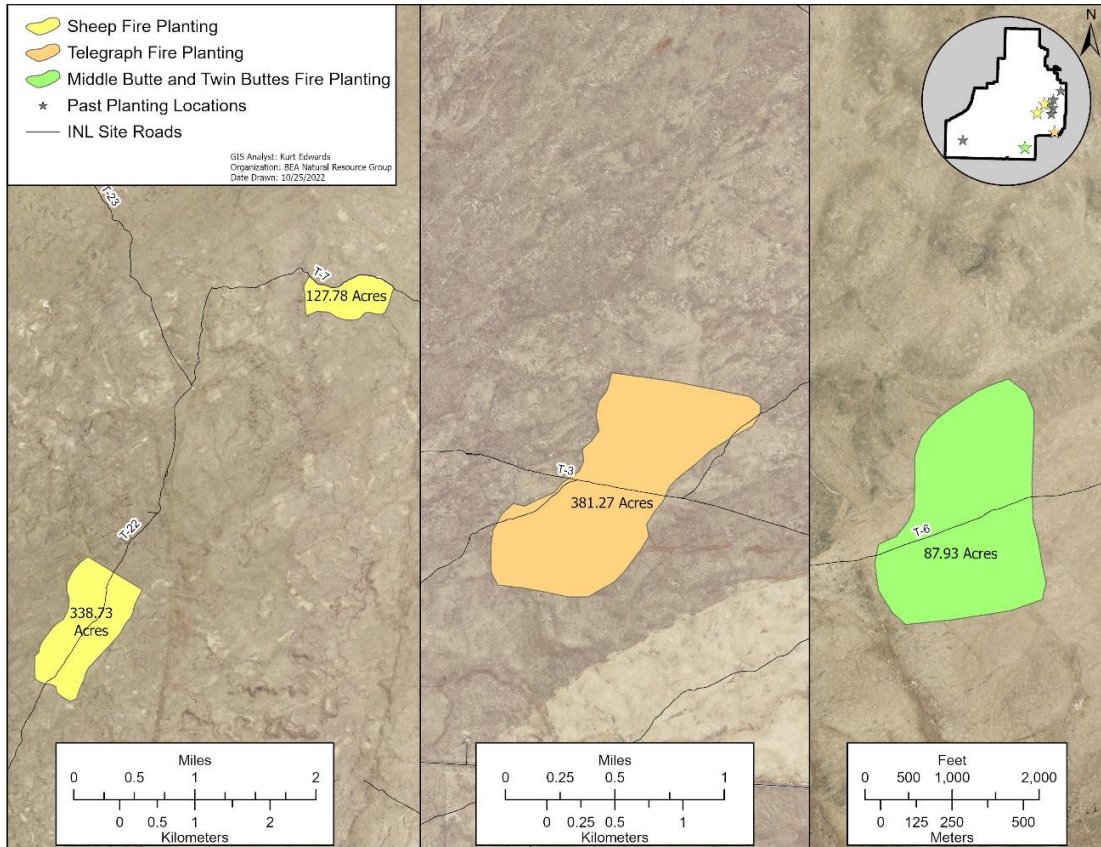 Sheep Fire Planting
Telegraph Fire Planting
Middle Butte and Twin Buttes Fire Planting
Past Planting Locations
INL Site Roads
GIS Analyst: Kurt Edwards
Organization: BEA Natural Resource Group
Date Drawn: 10/25/2022
N
T-23
T-7
127.78 Acres
T-22
338.73
Acres
Miles
0 0.5 1 2
0 0.5 1 2
Kilometers
T-3
381.27 Acres
Miles
0 0.25 0.5 1
0 0.25 0.5 1
Kilometers
T-6
87.93 Acres
Feet
0 500 1,000 2,000
0 125 250 500
Meters